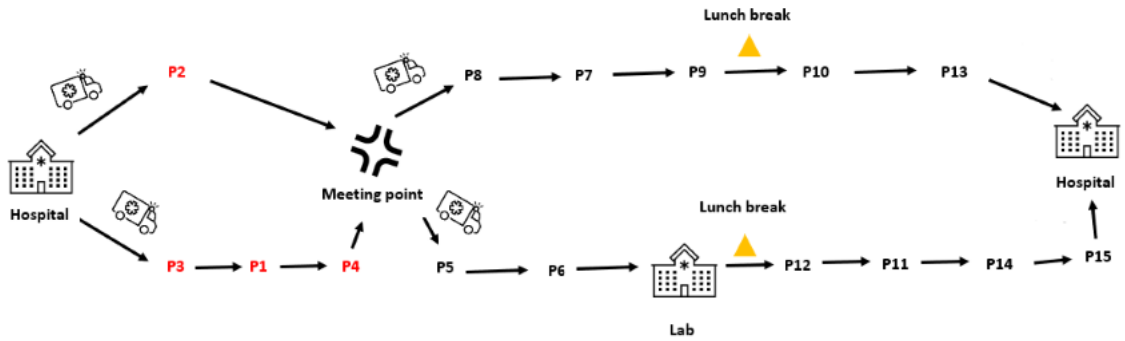 Lunch break
P2
P8
P7
P9
P10
P13
Hospital
Meeting point
Hospital
Lunch break
P3
P1
P4
P5
P6
P12
P11
P14
P15
Lab